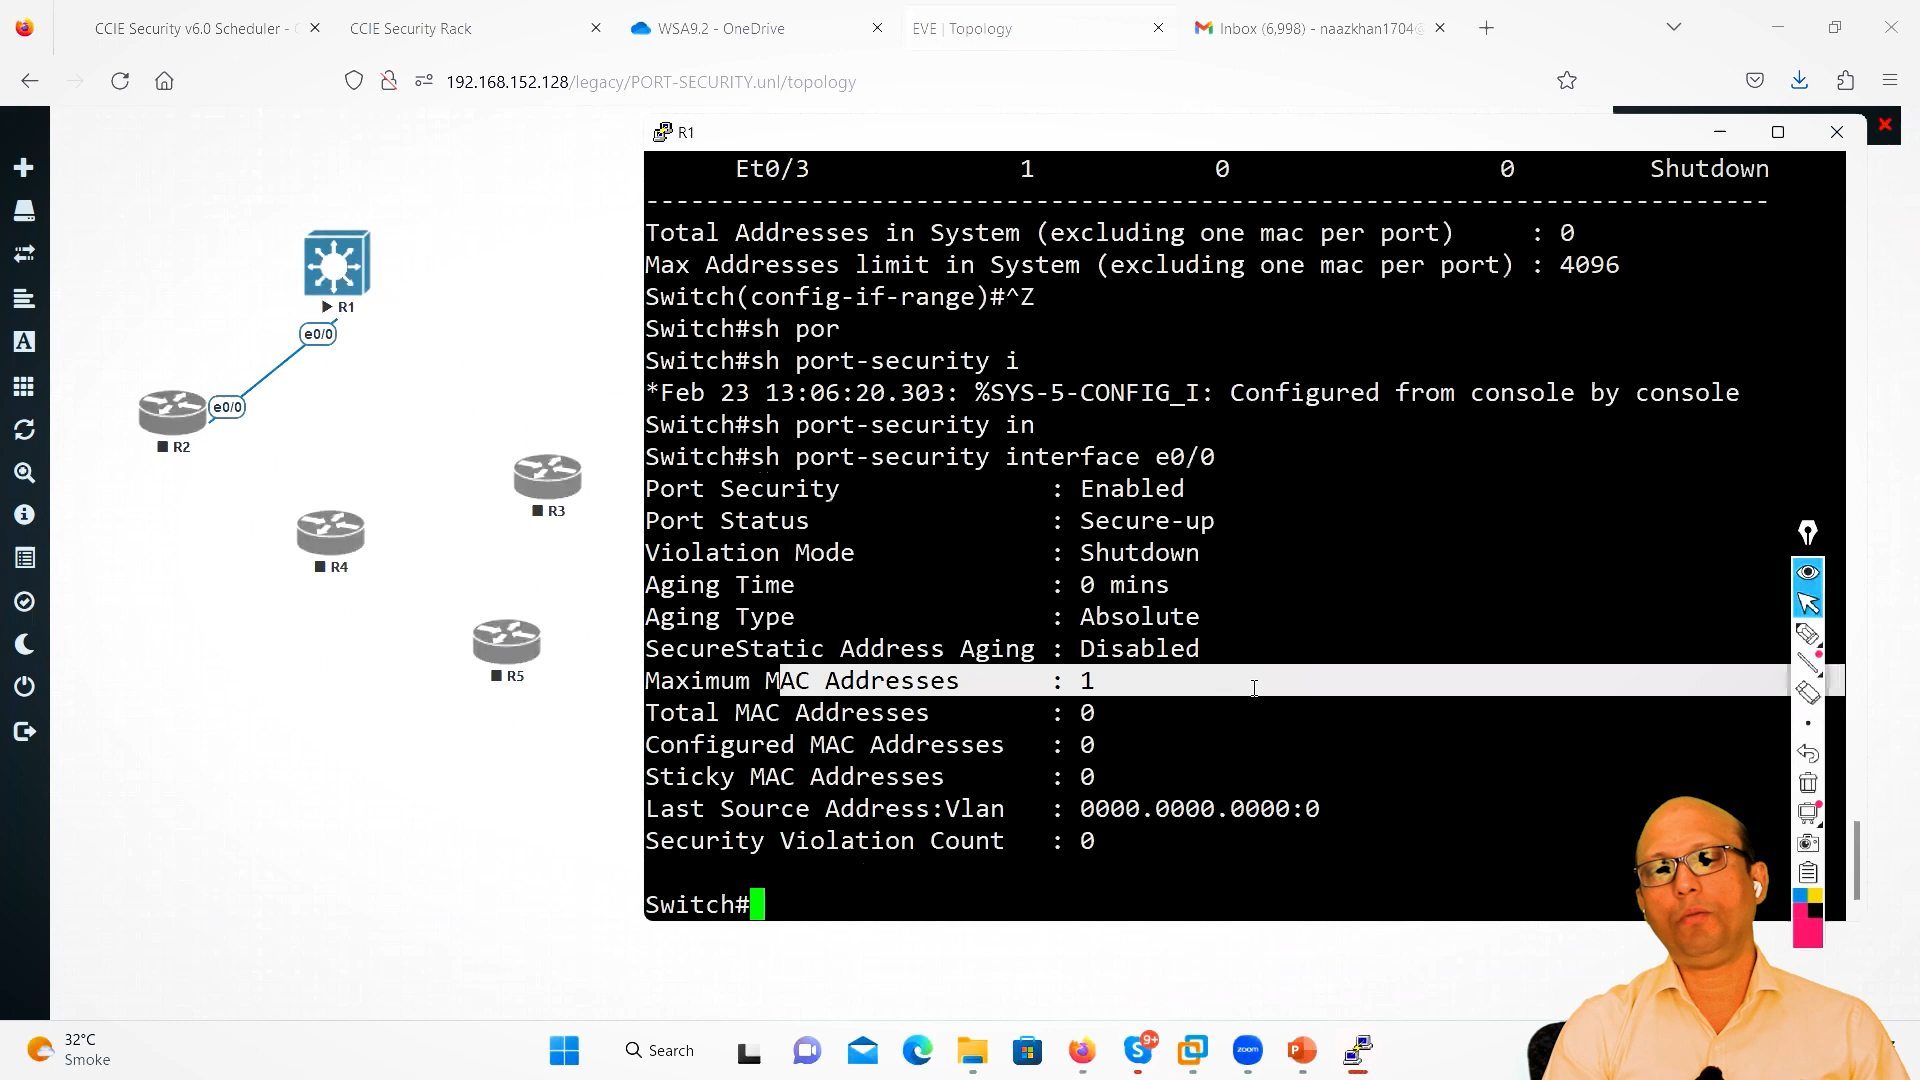 CCIE Security v6.0 Scheduler -
CCIE Security Rack
WSA9.2 - OneDrive
EVE | Topology
Inbox (6,998) - naazkhan1704
192.168.152.128/legacy/PORT-SECURITY.unl/topology
R1
Et0/3 1 0 0 Shutdown
---------------------------------------------------------------------------
Total Addresses in System (excluding one mac per port) : 0
Max Addresses limit in System (excluding one mac per port) : 4096
Switch(config-if-range)#^Z
Switch#sh por
Switch#sh port-security i
*Feb 23 13:06:20.303: %SYS-5-CONFIG_I: Configured from console by console
Switch#sh port-security in
Switch#sh port-security interface e0/0
Port Security : Enabled
Port Status : Secure-up
Violation Mode : Shutdown
Aging Time : 0 mins
Aging Type : Absolute
SecureStatic Address Aging : Disabled
Maximum MAC Addresses : 1
Total MAC Addresses : 0
Configured MAC Addresses : 0
Sticky MAC Addresses : 0
Last Source Address:Vlan : 0000.0000.0000:0
Security Violation Count : 0
Switch#
R1
e0/0
e0/0
R2
R3
R4
R5
A
32°C
Smoke
Search
9+
zoom
P